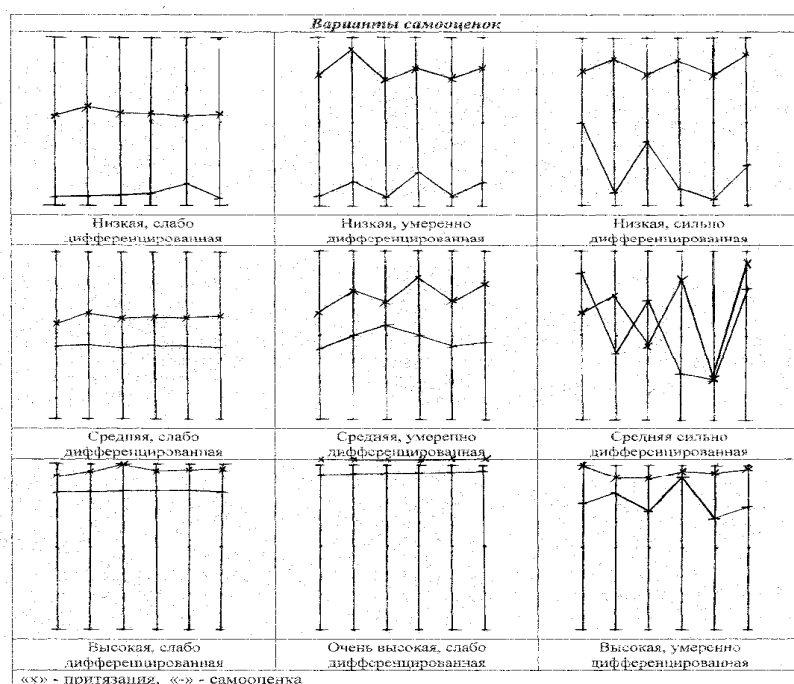 Варианты самооценок
Низкая, слабо
дифференцированная
Низкая, умеренно
дифференцированная
Низкая, сильно
дифференцированная
Средняя, слабо
дифференцированная
Средняя, умеренно
дифференцированная
Средняя сильно
дифференцированная
Высокая, слабо
дифференцированная
Очень высокая, слабо
дифференцированная
Высокая, умеренно
дифференцированная
«х» - притязания, «-» - самооценка